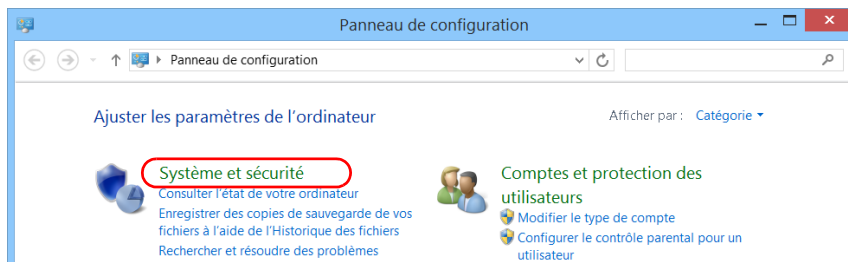 Panneau de configuration
Panneau de configuration
Ajuster les paramètres de l'ordinateur
Afficher par : Catégorie
Système et sécurité
Consulter l'état de votre ordinateur
Enregistrer des copies de sauvegarde de vos
fichiers à l'aide de l'Historique des fichiers
Rechercher et résoudre des problèmes
Comptes et protection des
utilisateurs
Modifier le type de compte
Configurer le contrôle parental pour un
utilisateur